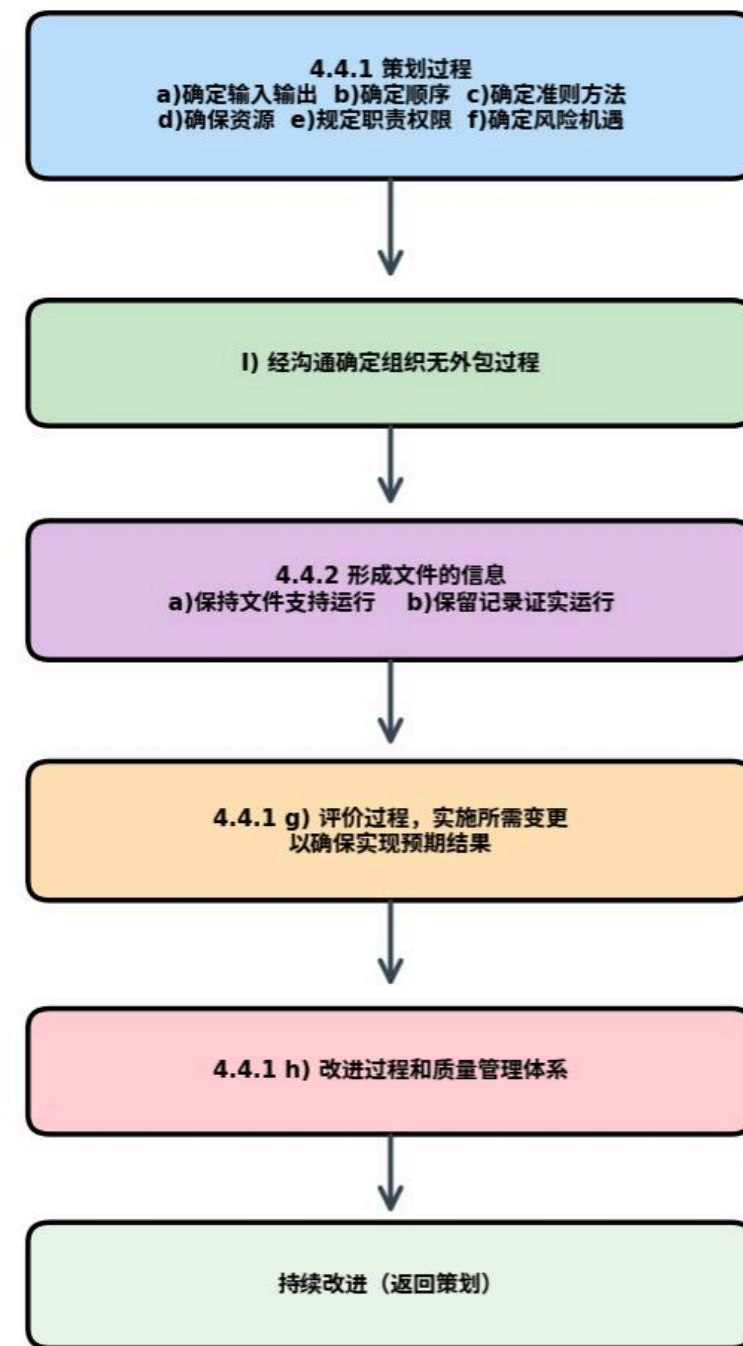 4.4.1 策划过程
a)确定输入输出 b)确定顺序 c)确定准则方法
d)确保资源 e)规定职责权限 f)确定风险机遇
l) 经沟通确定组织无外包过程
4.4.2 形成文件的信息
a)保持文件支持运行 b)保留记录证实运行
4.4.1 g) 评价过程，实施所需变更
以确保实现预期结果
4.4.1 h) 改进过程和质量管理体系
持续改进（返回策划）